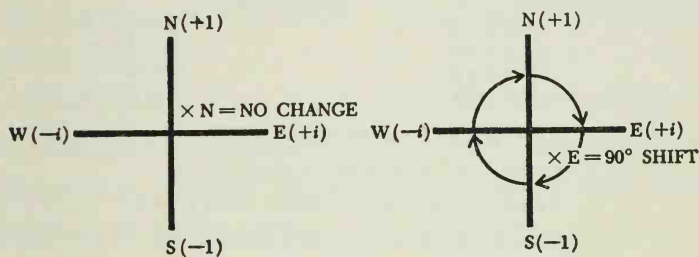 N(+1)
× N = NO CHANGE
W(—i)
E(+i)
S(—1)
N(+1)
W(—i)
E(+i)
× E = 90° SHIFT
S(—1)